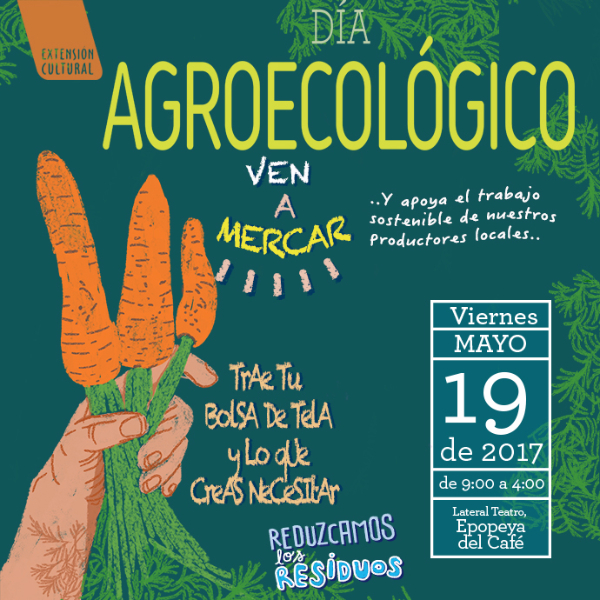 EXTENSIÓN
CULTURAL
DÍA
AGROECOLÓGICO
VEN
A
MERCAR
..Y apoya el trabajo
sostenible de nuestros
productores locales..
TrAe Tu
BolSA De TelA
y Lo que
CreAS NeCeSitAr
REDUZCAMOS
los
RESIDUOS
Viernes
MAYO
19
de 2017
de 9:00 a 4:00
Lateral Teatro,
Epopeya
del Café